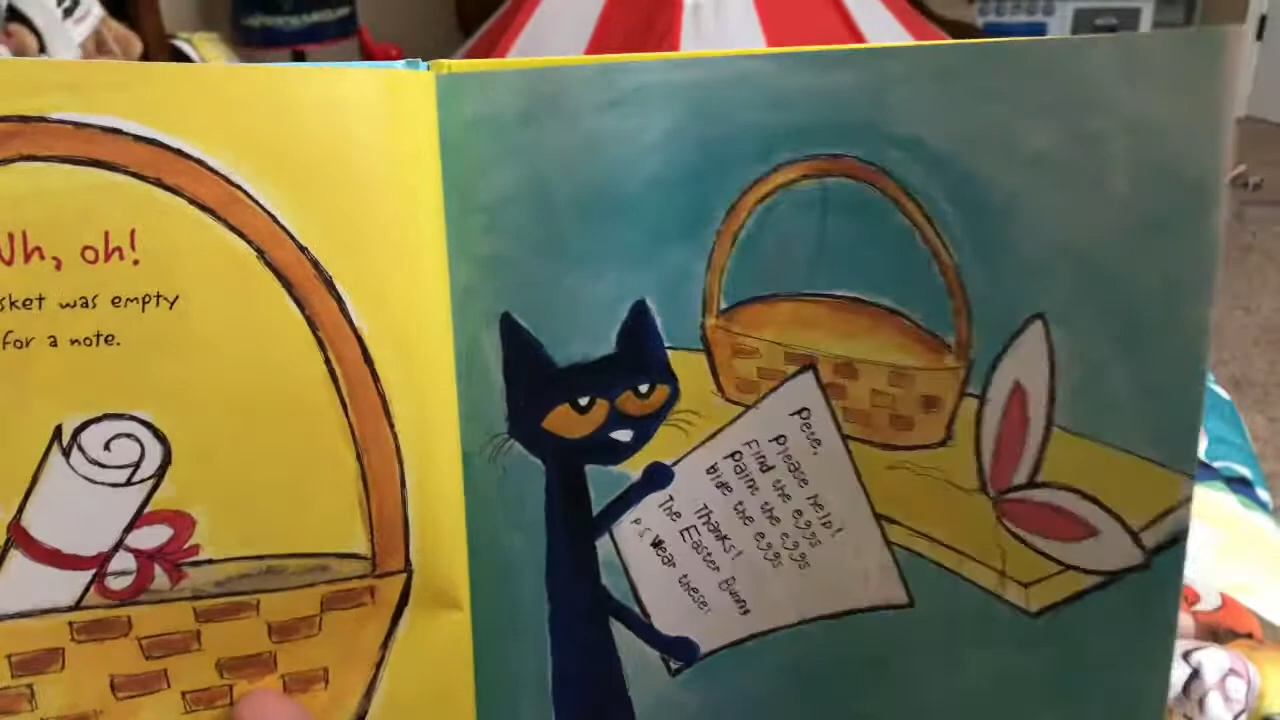 Uh, oh!
sket was empty
for a note.
Pete,
Please help!
Find the eggs
paint the eggs
hide the eggs
Thanks!
The Easter Bunny
P.S. Wear these: